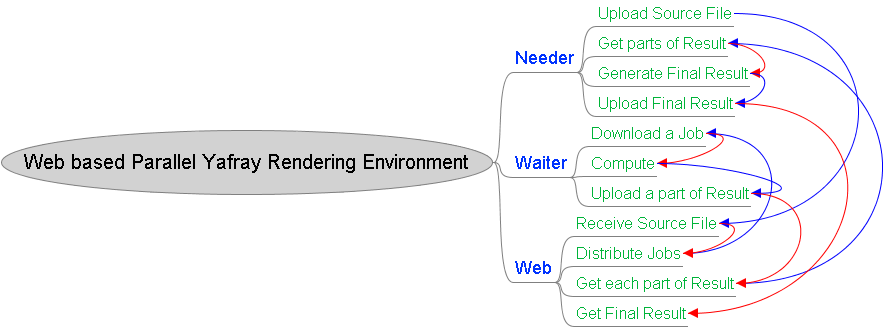 Web based Parallel Yafray Rendering Environment
Needer
Upload Source File
Get parts of Result
Generate Final Result
Upload Final Result
Waiter
Download a Job
Compute
Upload a part of Result
Web
Receive Source File
Distribute Jobs
Get each part of Result
Get Final Result